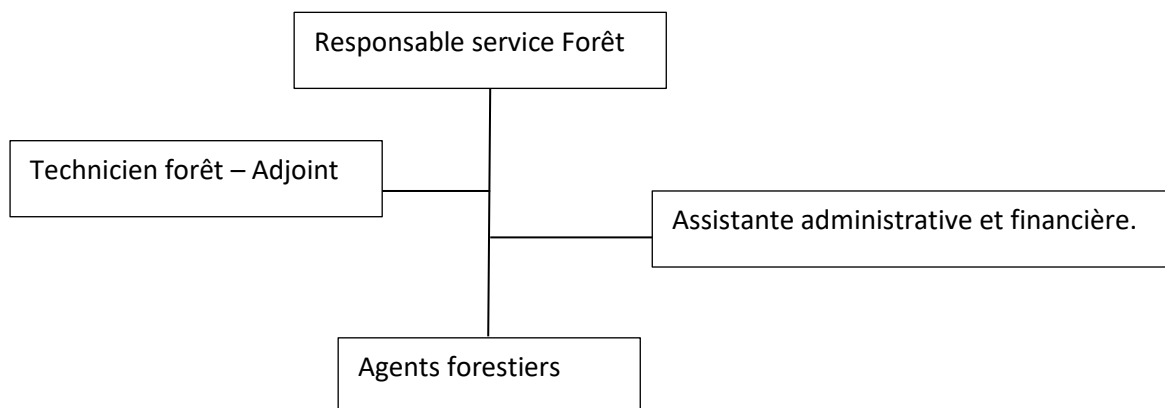 Responsable service Forêt
Technicien forêt – Adjoint
Assistante administrative et financière.
Agents forestiers